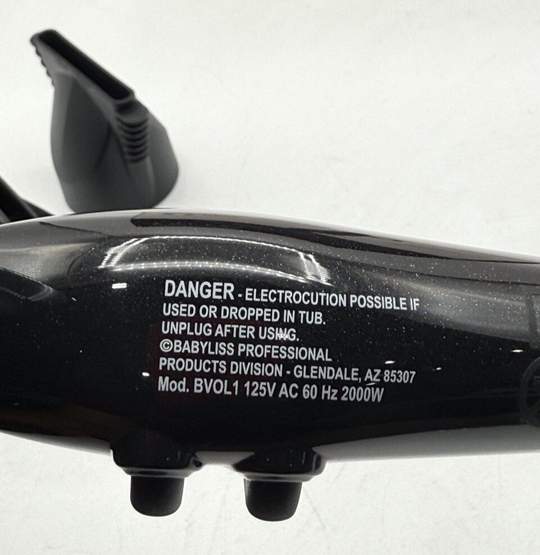 DANGER - ELECTROCUTION POSSIBLE IF
USED OR DROPPED IN TUB.
UNPLUG AFTER USING.
©BABYLISS PROFESSIONAL
PRODUCTS DIVISION - GLENDALE, AZ 85307
Mod. BVOL1 125V AC 60 Hz 2000W